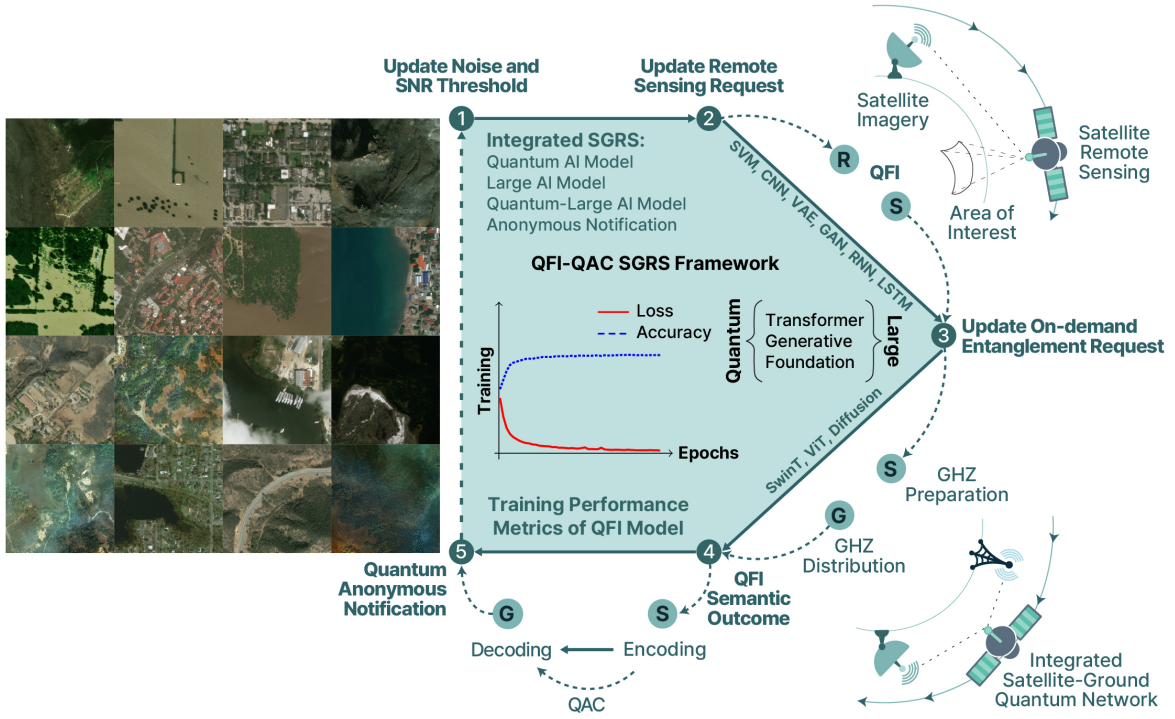 Update Noise and
SNR Threshold
Update Remote
Sensing Request
1
2
Integrated SGRS:
Quantum AI Model
Large AI Model
Quantum-Large AI Model
Anonymous Notification
SVM, CNN, VAE, GAN, RNN, LSTM
R
QFI
S
Satellite
Imagery
Satellite
Remote
Sensing
Area of
Interest
QFI-QAC SGRS Framework
Loss
Accuracy
Training
Epochs
Quantum
Transformer
Generative
Foundation
Large
3
Update On-demand
Entanglement Request
SwinT, ViT, Diffusion
S
GHZ
Preparation
G
GHZ
Distribution
Training Performance
Metrics of QFI Model
5
4
Quantum
Anonymous
Notification
QFI
Semantic
Outcome
G
S
Decoding
Encoding
QAC
Integrated
Satellite-Ground
Quantum Network